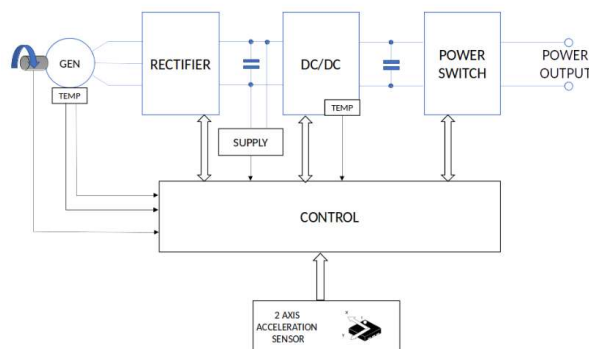 GEN
TEMP
RECTIFIER
DC/DC
TEMP
POWER
SWITCH
POWER
OUTPUT
SUPPLY
CONTROL
2 AXIS
ACCELERATION
SENSOR
X
Y